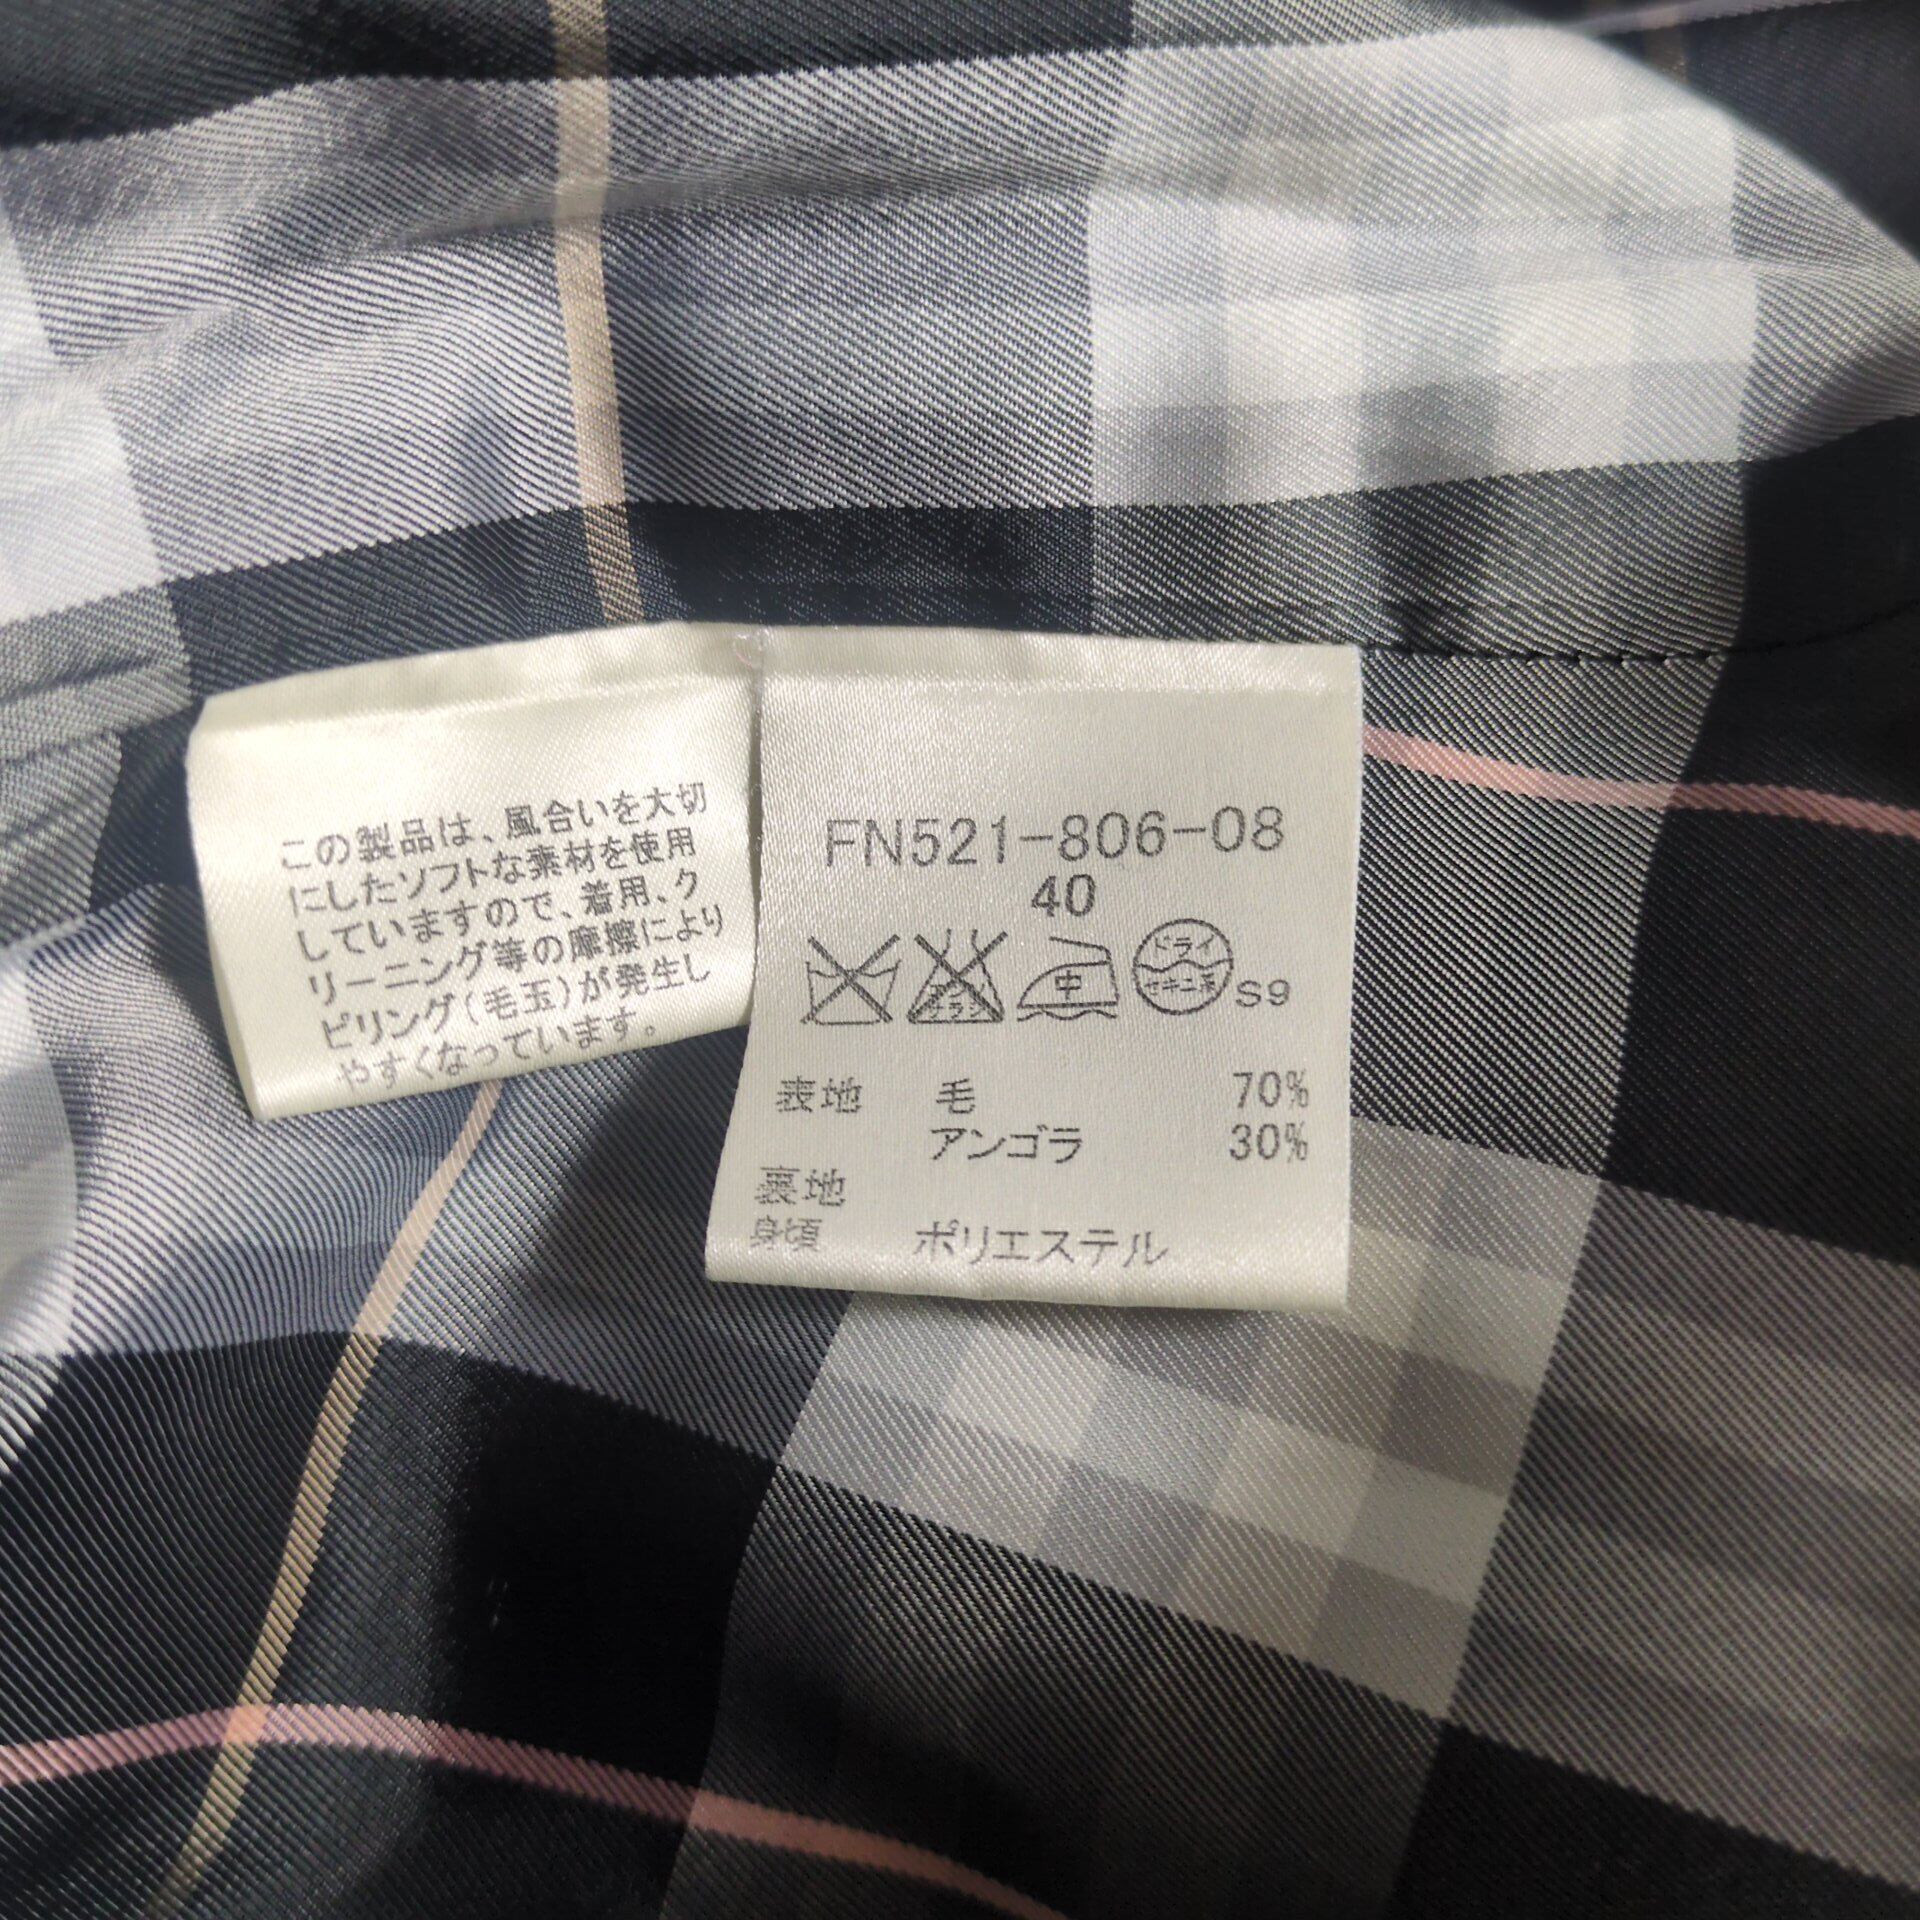 この製品は、風合いを大切
にしたソフトな素材を使用
していますので、着用、ク
リーニング等の摩擦により
ピリング(毛玉)が発生し
やすくなっています。
FN521-806-08
40
中
ドライ
セキユ系
S9
表地 毛 70%
アンゴラ 30%
裏地
身頃 ポリエステル